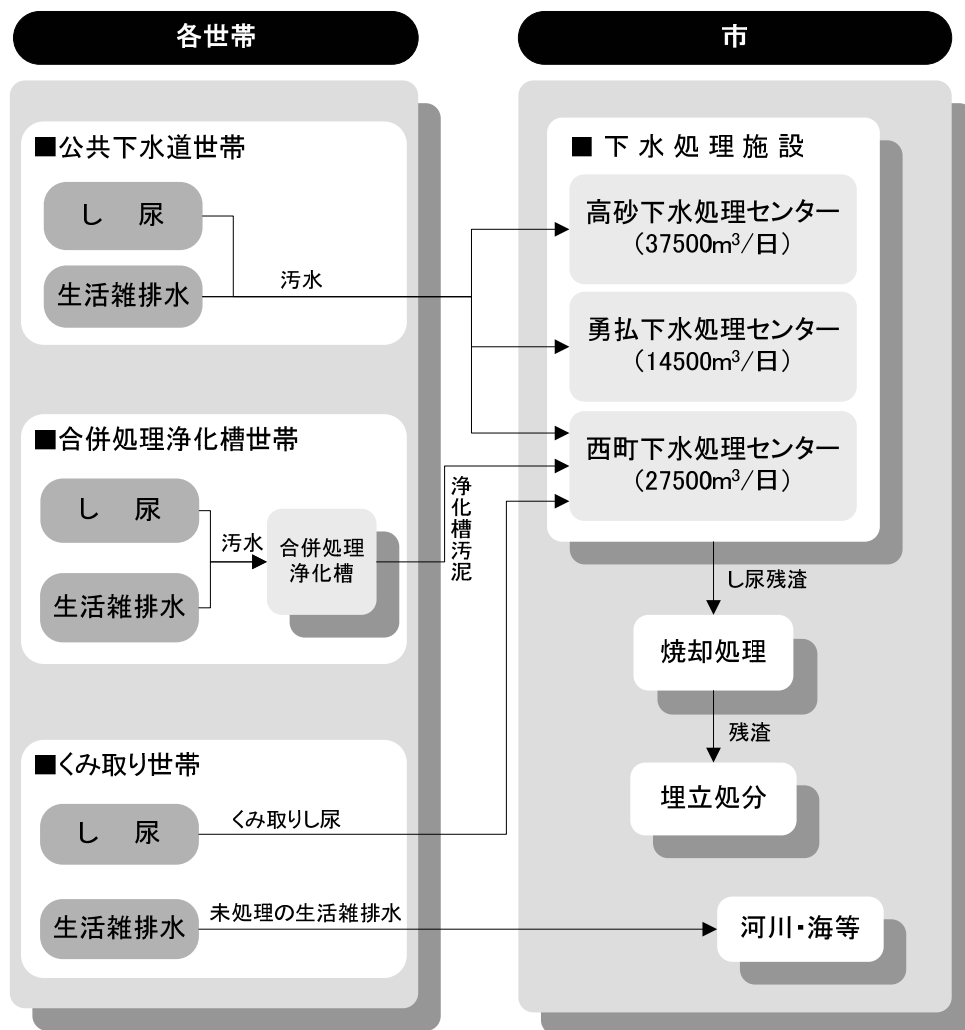 各世帯
■公共下水道世帯
し 尿
生活雑排水
汚水
■合併処理浄化槽世帯
し 尿
生活雑排水
汚水
合併処理
浄化槽
浄化槽汚泥
■くみ取り世帯
し 尿
くみ取りし尿
生活雑排水
未処理の生活雑排水
市
■ 下水処理施設
高砂下水処理センター
（37500m³/日）
勇払下水処理センター
（14500m³/日）
西町下水処理センター
（27500m³/日）
し尿残渣
焼却処理
残渣
埋立処分
河川・海等